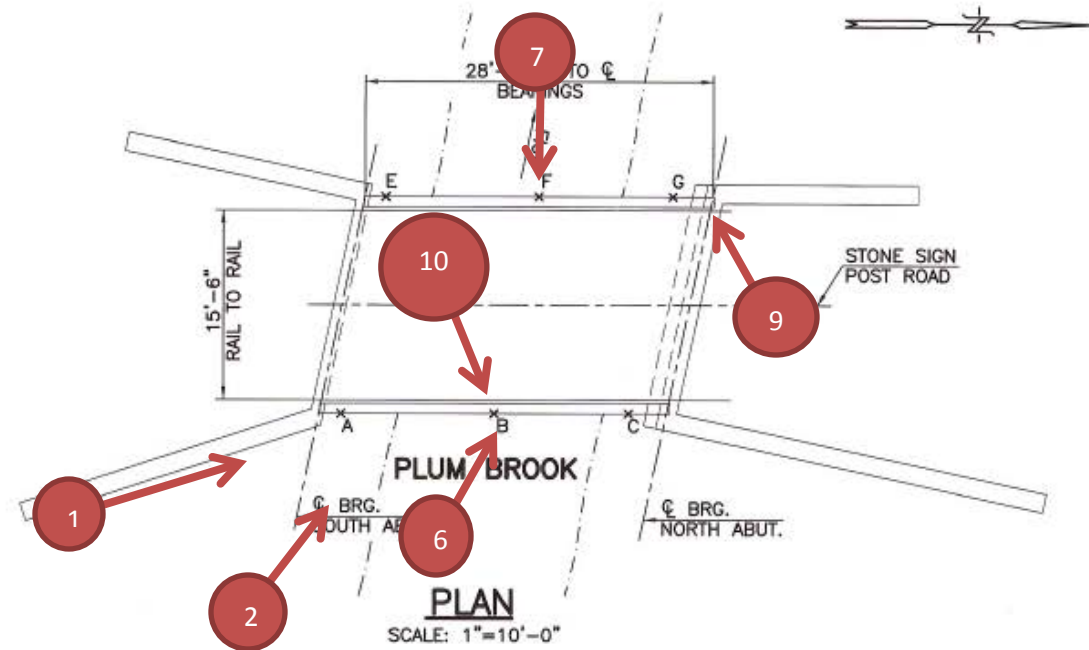 7
28'- TO ℄
BEARINGS
E
F
G
10
15'-6"
RAIL TO RAIL
STONE SIGN
POST ROAD
9
A
B
C
PLUM BROOK
1
℄ BRG.
SOUTH
6
℄ BRG.
NORTH ABUT.
2
PLAN
SCALE: 1"=10'-0"